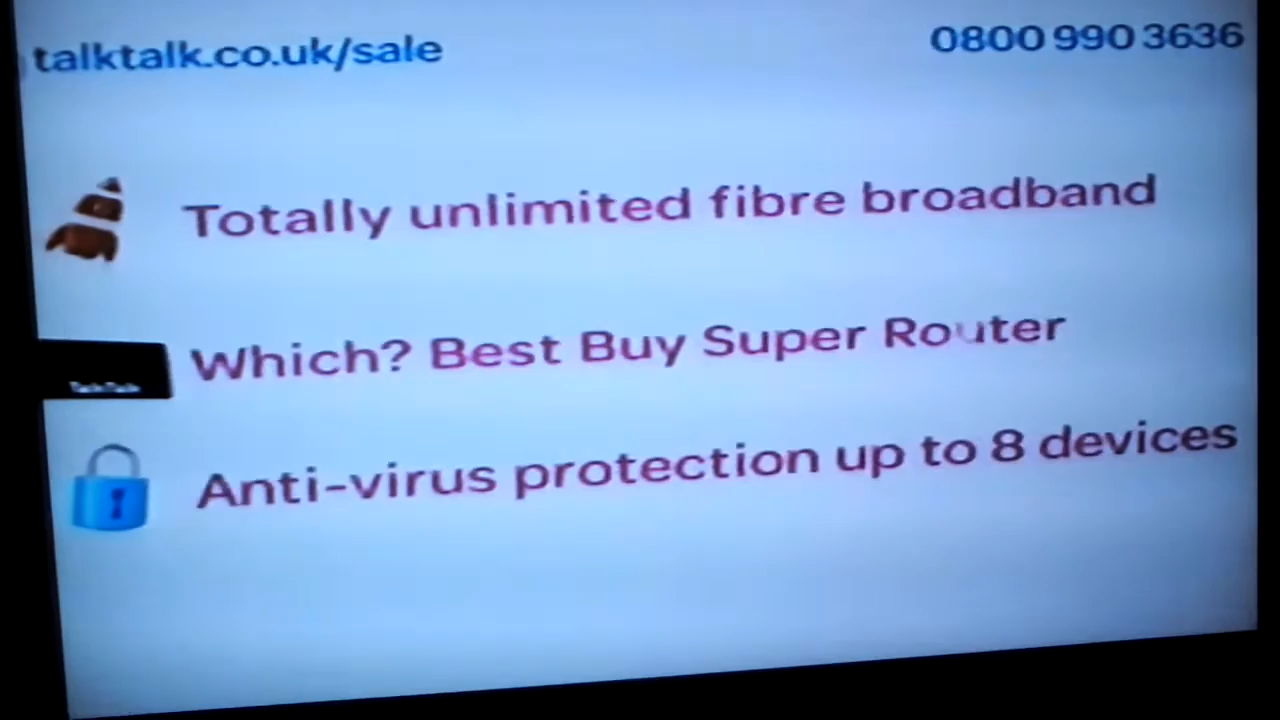 talktalk.co.uk/sale
0800 990 3636
Totally unlimited fibre broadband
Which? Best Buy Super Router
TalkTalk
Anti-virus protection up to 8 devices